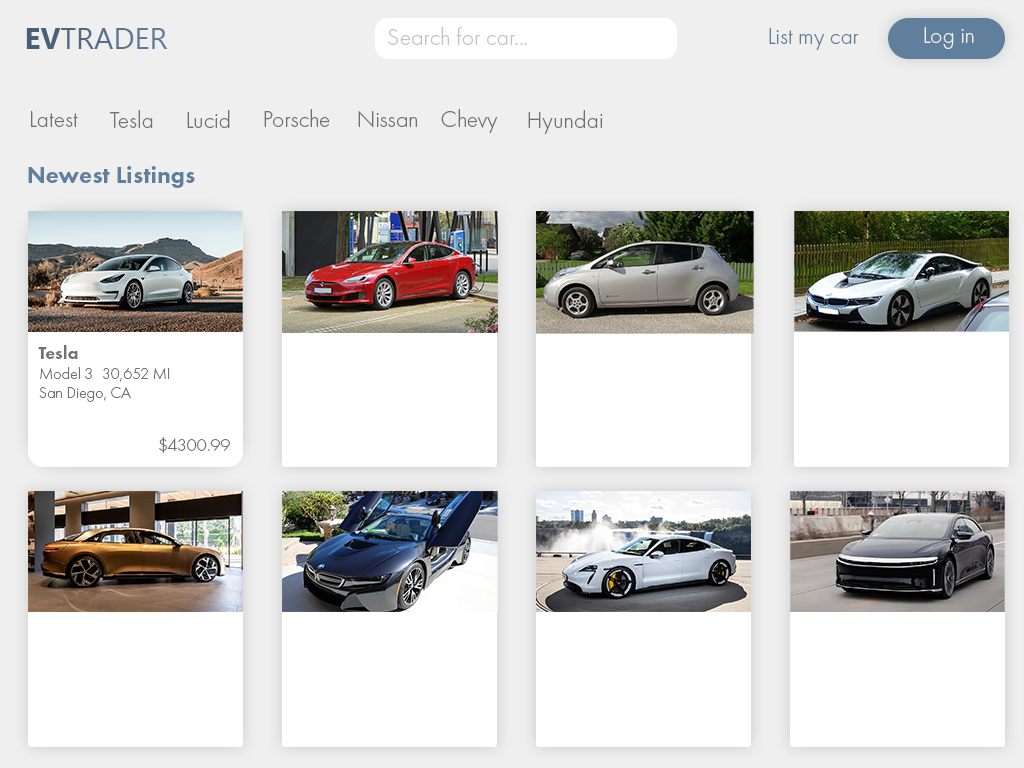 EVTRADER
Search for car...
List my car
Log in
Latest Tesla Lucid Porsche Nissan Chevy Hyundai
Newest Listings
Tesla
Model 3 30,652 MI
San Diego, CA
$4300.99